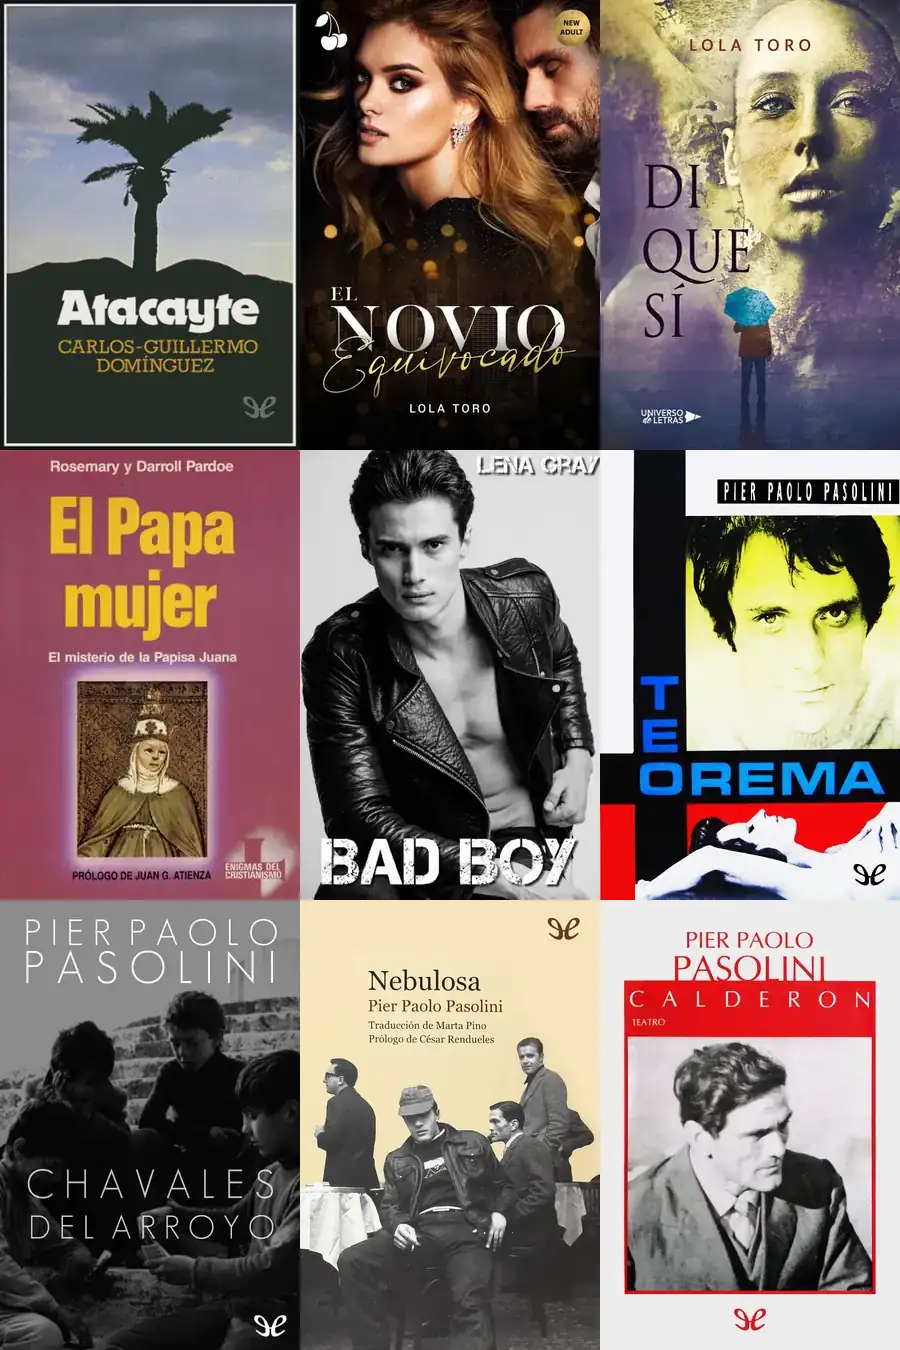 Atacayte
CARLOS-GUILLERMO
DOMÍNGUEZ
NEW
ADULT
EL
NOVIO
Equivocado
LOLA TORO
LOLA TORO
DI
QUE
SÍ
UNIVERSO
de LETRAS
Rosemary y Darroll Pardoe
El Papa
mujer
El misterio de la Papisa Juana
PRÓLOGO DE JUAN G. ATIENZA
ENIGMAS DEL
CRISTIANISMO
LENA GRAY
BAD BOY
PIER PAOLO PASOLINI
TEOREMA
PIER PAOLO
PASOLINI
CHAVALES
DEL ARROYO
Nebulosa
Pier Paolo Pasolini
Traducción de Marta Pino
Prólogo de César Rendueles
PIER PAOLO
PASOLINI
CALDERON
TEATRO